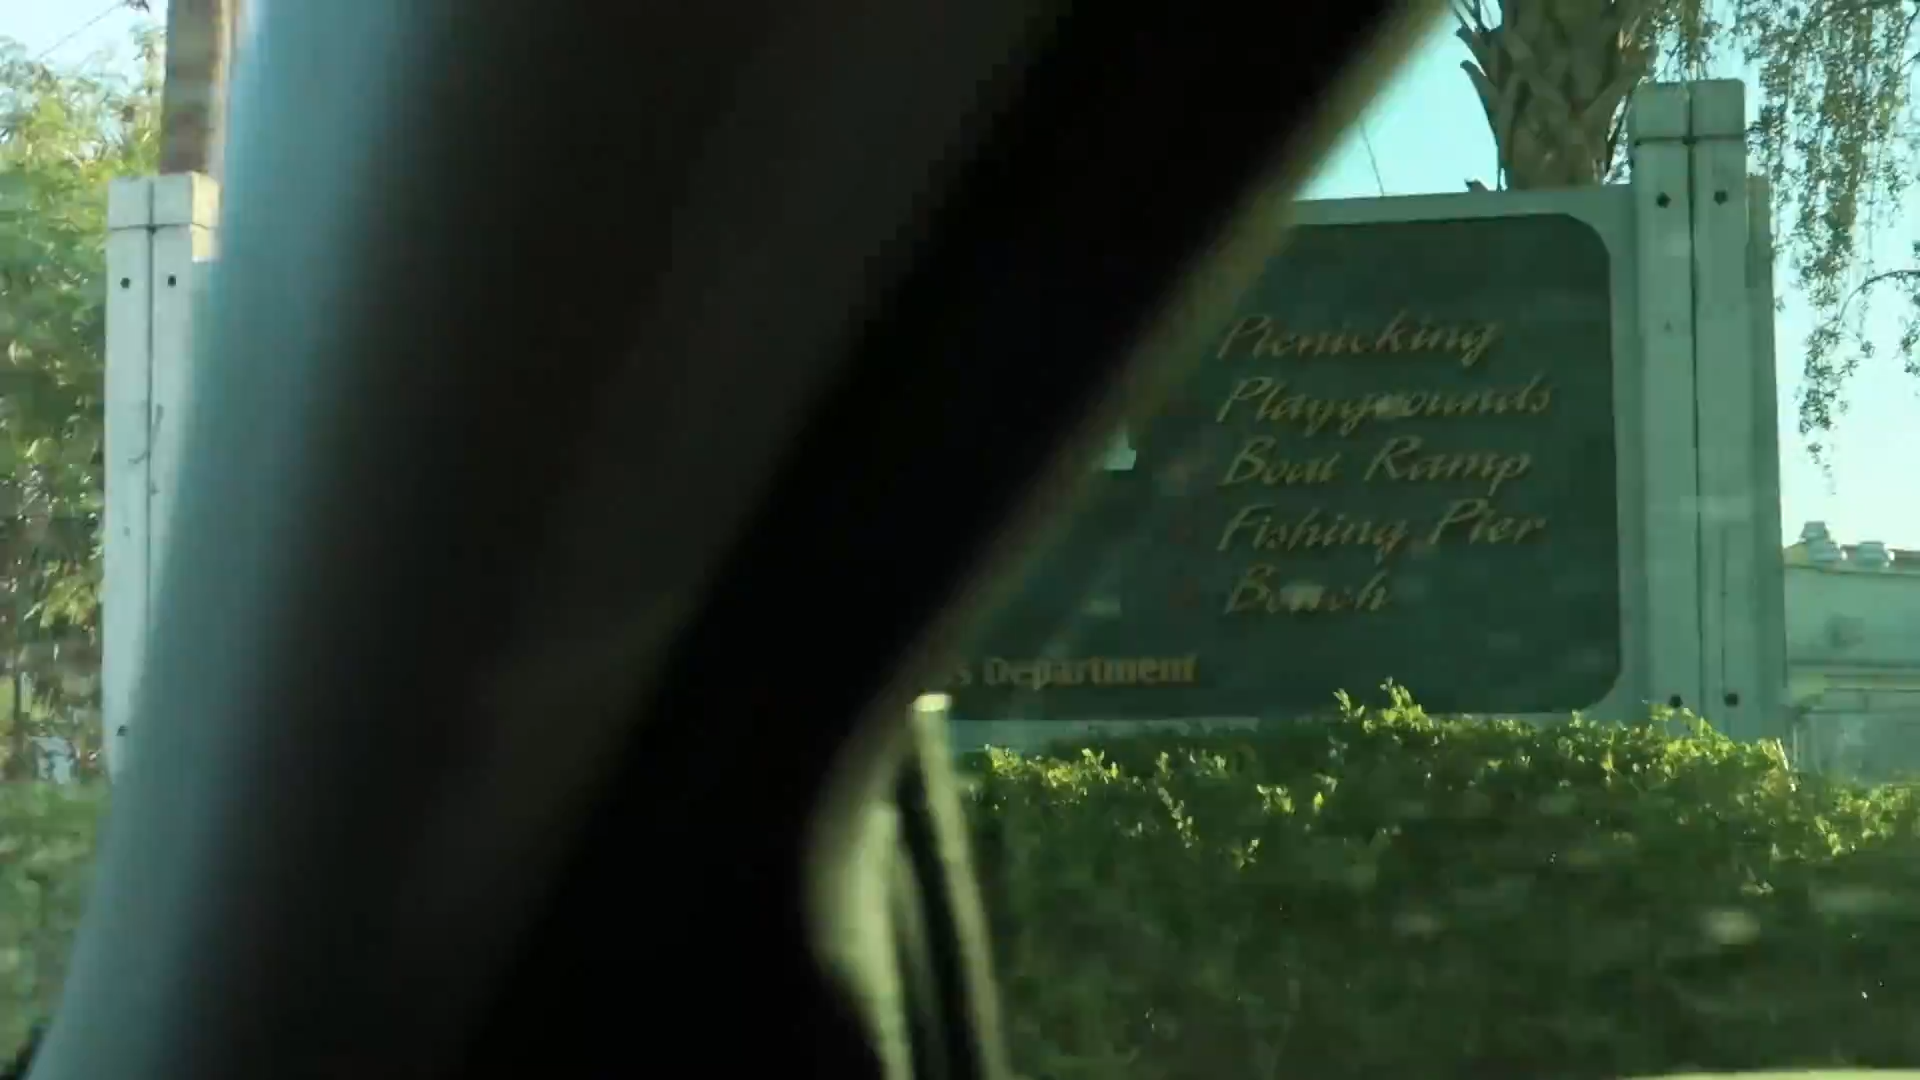 Picnicking
Playgrounds
Boat Ramp
Fishing Pier
Beach
s Department